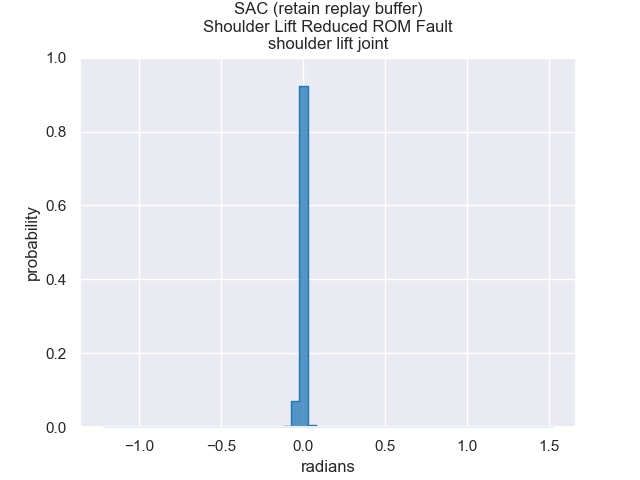 SAC (retain replay buffer)
Shoulder Lift Reduced ROM Fault
shoulder lift joint
1.0
0.8
0.6
0.4
0.2
0.0
probability
−1.0 −0.5 0.0 0.5 1.0 1.5
radians